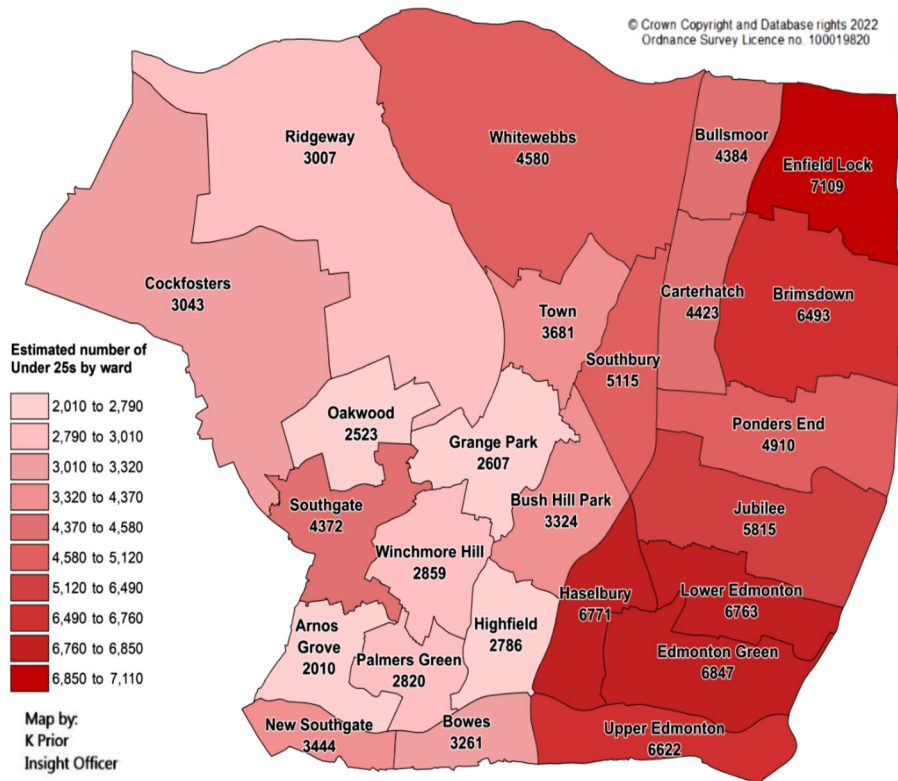 © Crown Copyright and Database rights 2022
Ordnance Survey Licence no. 100019820
Ridgeway
3007
Whitewebbs
4580
Bullsmoor
4384
Enfield Lock
7109
Cockfosters
3043
Town
3681
Carterhatch
4423
Brimsdown
6493
Southbury
5115
Estimated number of
Under 25s by ward
2,010 to 2,790
2,790 to 3,010
3,010 to 3,320
3,320 to 4,370
4,370 to 4,580
4,580 to 5,120
5,120 to 6,490
6,490 to 6,760
6,760 to 6,850
6,850 to 7,110
Oakwood
2523
Grange Park
2607
Ponders End
4910
Southgate
4372
Bush Hill Park
3324
Jubilee
5815
Winchmore Hill
2859
Haselbury
6771
Lower Edmonton
6763
Arnos
Grove
2010
Highfield
2786
Palmers Green
2820
Edmonton Green
6847
New Southgate
3444
Bowes
3261
Upper Edmonton
6622
Map by:
K Prior
Insight Officer